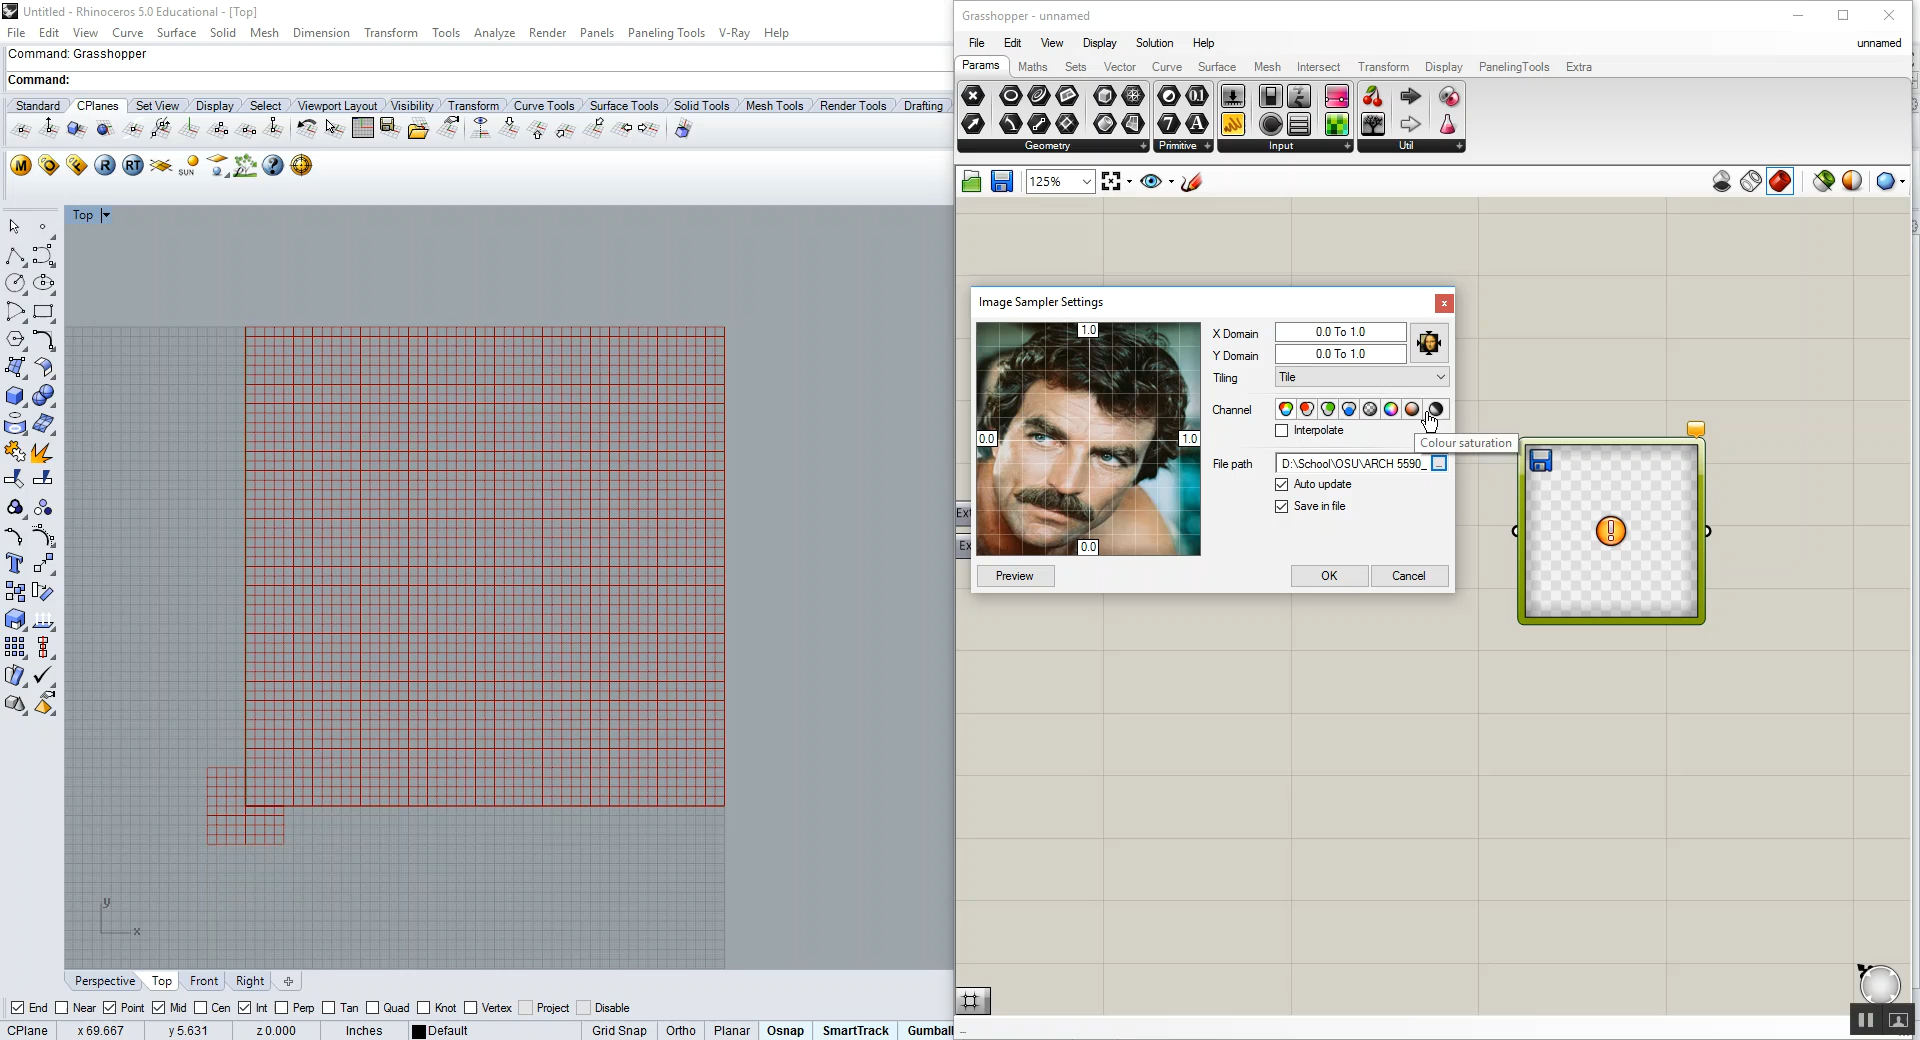 Untitled - Rhinoceros 5.0 Educational - [Top]
File Edit View Curve Surface Solid Mesh Dimension Transform Tools Analyze Render Panels Paneling Tools V-Ray Help
Command: Grasshopper
Command:
Standard CPlanes Set View Display Select Viewport Layout Visibility Transform Curve Tools Surface Tools Solid Tools Mesh Tools Render Tools Drafting
M O F R RT SUN
Top
y
x
Perspective Top Front Right
End Near Point Mid Cen Int Perp Tan Quad Knot Vertex Project Disable
CPlane x 69.667 y 5.631 z 0.000 Inches Default Grid Snap Ortho Planar Osnap SmartTrack Gumball
Grasshopper - unnamed
File Edit View Display Solution Help unnamed
Params Maths Sets Vector Curve Surface Mesh Intersect Transform Display PanelingTools Extra
Geometry Primitive Input Util
125%
Image Sampler Settings
1.0
0.0
1.0
0.0
X Domain 0.0 To 1.0
Y Domain 0.0 To 1.0
Tiling Tile
Channel
Interpolate
Colour saturation
File path D:\School\OSU\ARCH 5590_ ...
Auto update
Save in file
Preview OK Cancel